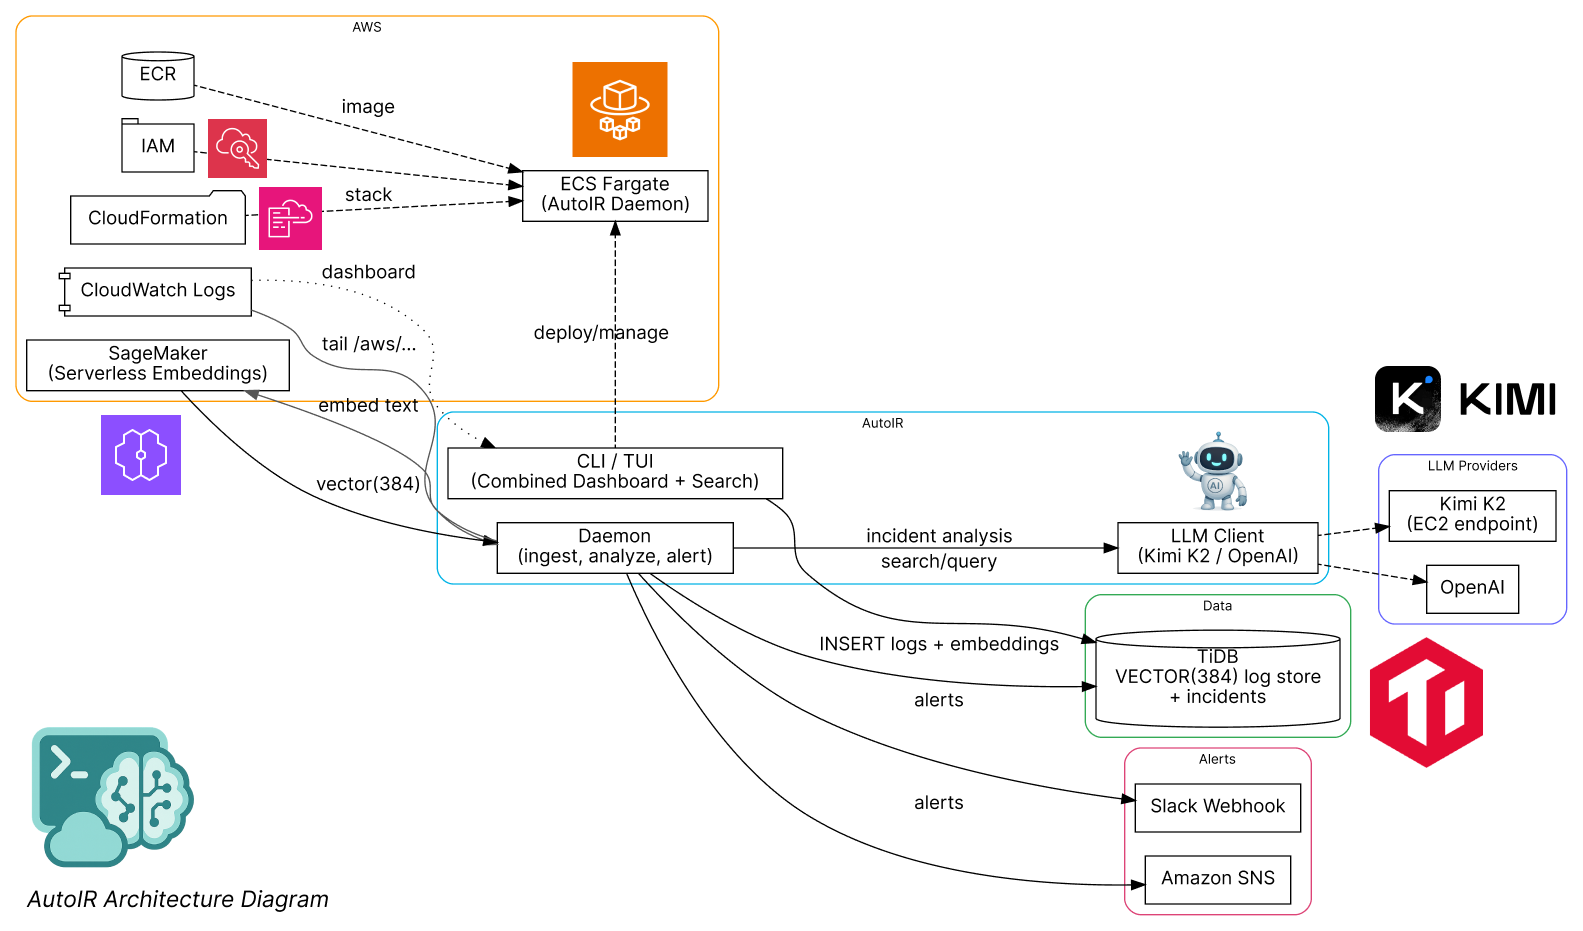 AWS
ECR
image
IAM
ECS Fargate
(AutoIR Daemon)
stack
CloudFormation
dashboard
CloudWatch Logs
deploy/manage
tail /aws/...
SageMaker
(Serverless Embeddings)
embed text
KIMI
AutoIR
CLI / TUI
(Combined Dashboard + Search)
vector(384)
AI
LLM Providers
Kimi K2
(EC2 endpoint)
Daemon
(ingest, analyze, alert)
incident analysis
search/query
LLM Client
(Kimi K2 / OpenAI)
OpenAI
Data
INSERT logs + embeddings
TiDB
VECTOR(384) log store
+ incidents
alerts
Alerts
Slack Webhook
alerts
Amazon SNS
AutoIR Architecture Diagram